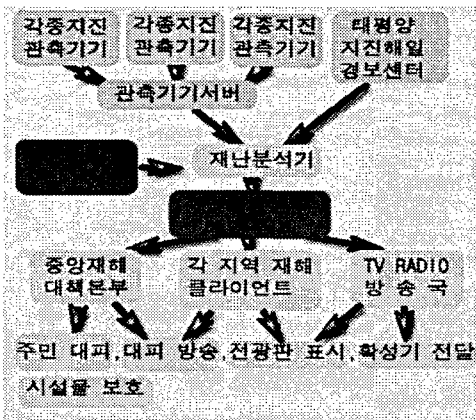 각종지진 각종지진 각종지진 태평양
관측기기 관측기기 관측기기 지진해일
경보센터
관측기기서버
재난분석기
중앙재해 각 지역 재해 TV RADIO
대책본부 클라이언트 방 송 국
주민 대피,대피 방송,전광판 표시,확성기 전달
시설물 보호